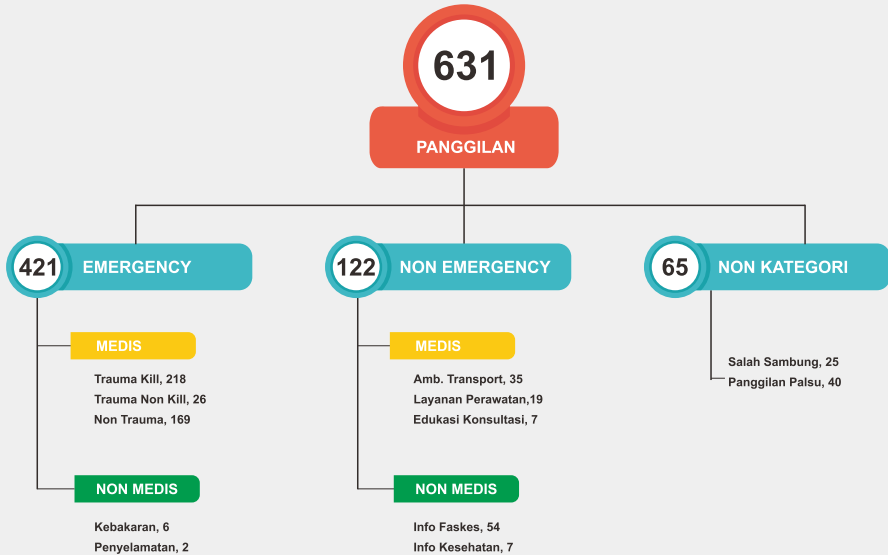 631
PANGGILAN
421
EMERGENCY
122
NON EMERGENCY
65
NON KATEGORI
MEDIS
Trauma Kill, 218
Trauma Non Kill, 26
Non Trauma, 169
NON MEDIS
Kebakaran, 6
Penyelamatan, 2
MEDIS
Amb. Transport, 35
Layanan Perawatan,19
Edukasi Konsultasi, 7
NON MEDIS
Info Faskes, 54
Info Kesehatan, 7
Salah Sambung, 25
Panggilan Palsu, 40